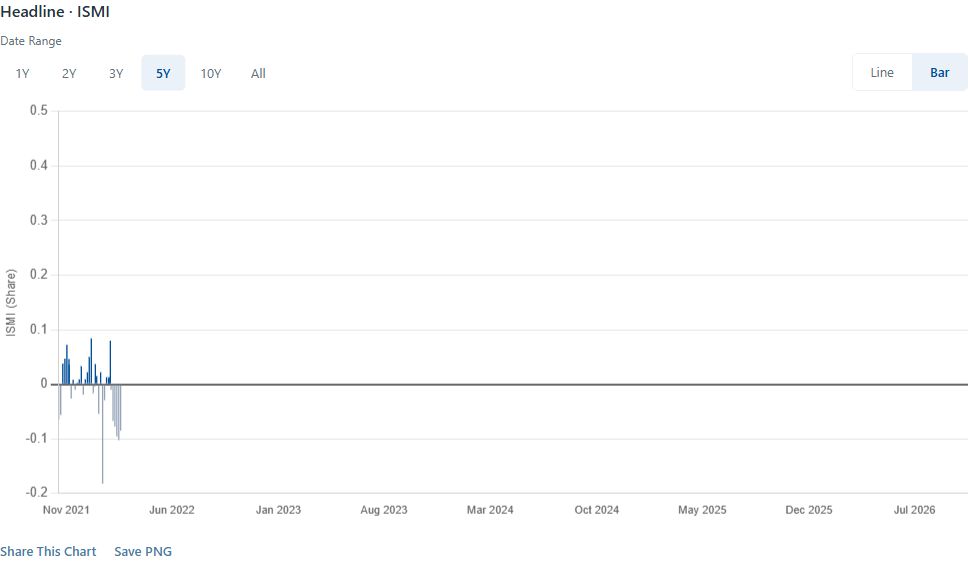 Headline · ISMI
Date Range
1Y 2Y 3Y 5Y 10Y All
Line Bar
0.5
0.4
0.3
0.2
0.1
0
-0.1
-0.2
ISMI (Share)
Nov 2021 Jun 2022 Jan 2023 Aug 2023 Mar 2024 Oct 2024 May 2025 Dec 2025 Jul 2026
Share This Chart Save PNG